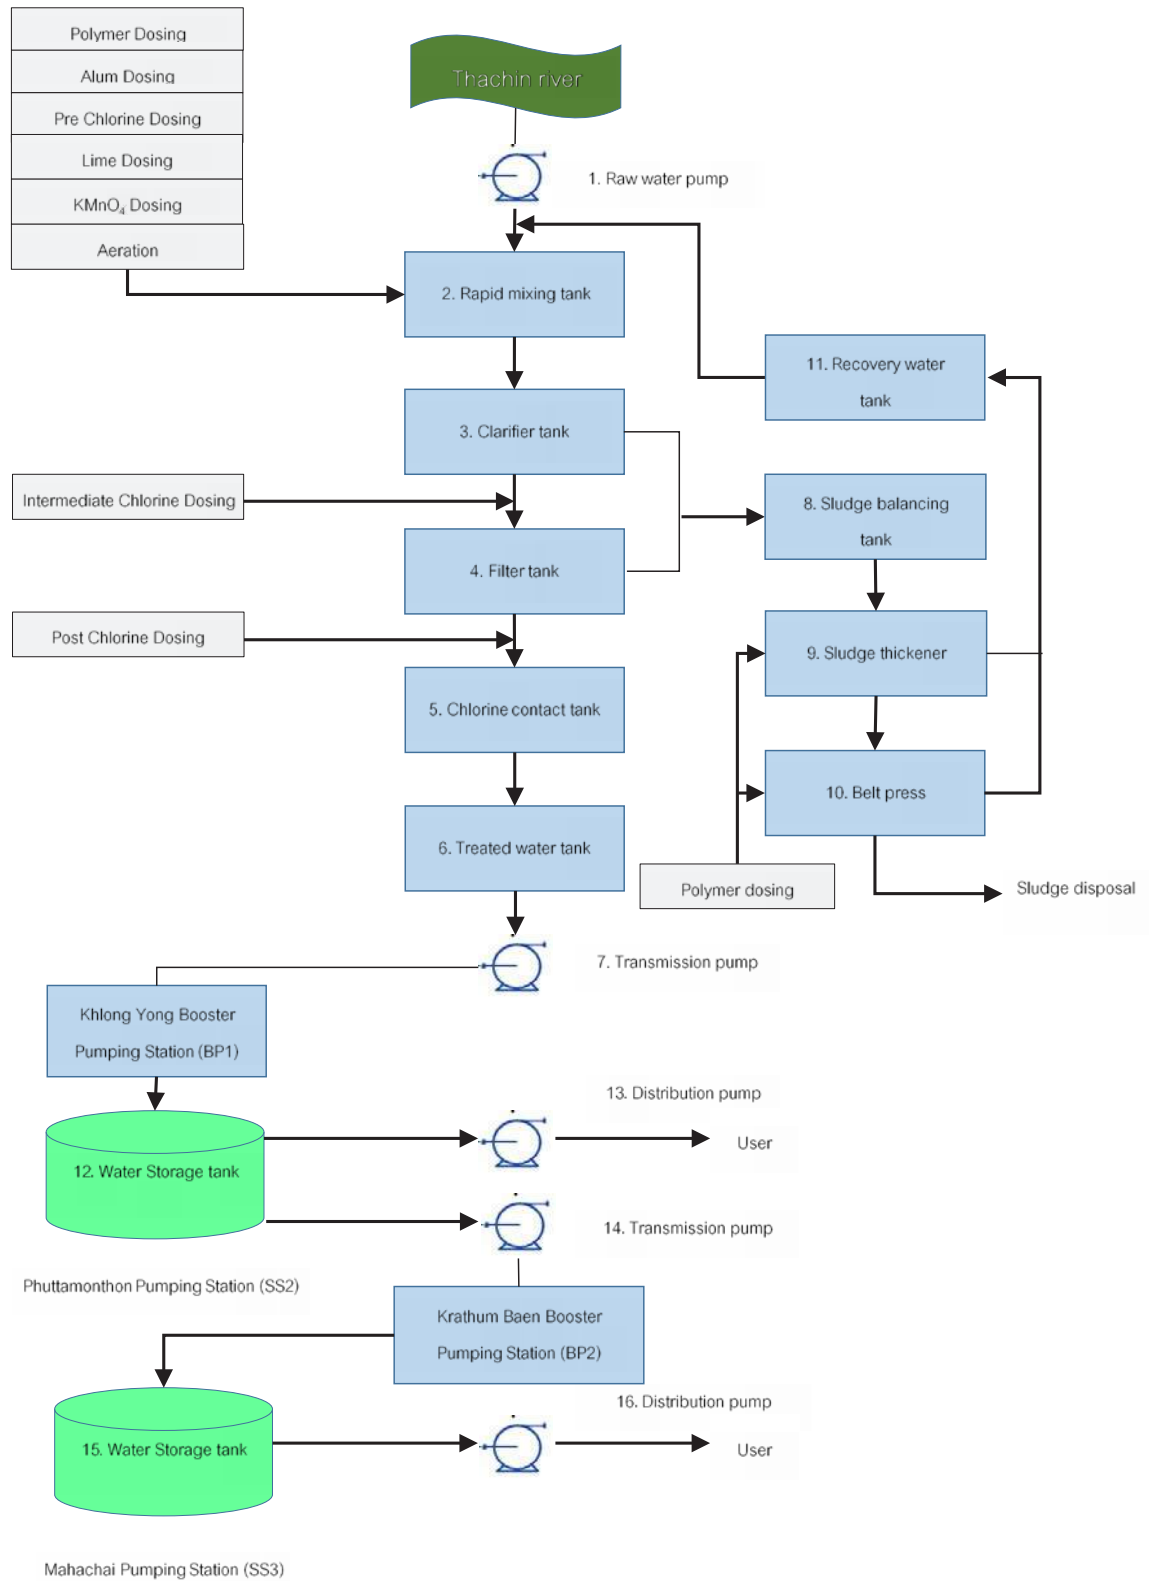 Polymer Dosing
Alum Dosing
Pre Chlorine Dosing
Lime Dosing
KMnO₄ Dosing
Aeration
Thachin river
1. Raw water pump
2. Rapid mixing tank
11. Recovery water
tank
3. Clarifier tank
Intermediate Chlorine Dosing
8. Sludge balancing
tank
4. Filter tank
Post Chlorine Dosing
9. Sludge thickener
5. Chlorine contact tank
10. Belt press
6. Treated water tank
Polymer dosing
Sludge disposal
7. Transmission pump
Khlong Yong Booster
Pumping Station (BP1)
13. Distribution pump
User
12. Water Storage tank
14. Transmission pump
Phuttamonthon Pumping Station (SS2)
Krathum Baen Booster
Pumping Station (BP2)
16. Distribution pump
User
15. Water Storage tank
Mahachai Pumping Station (SS3)